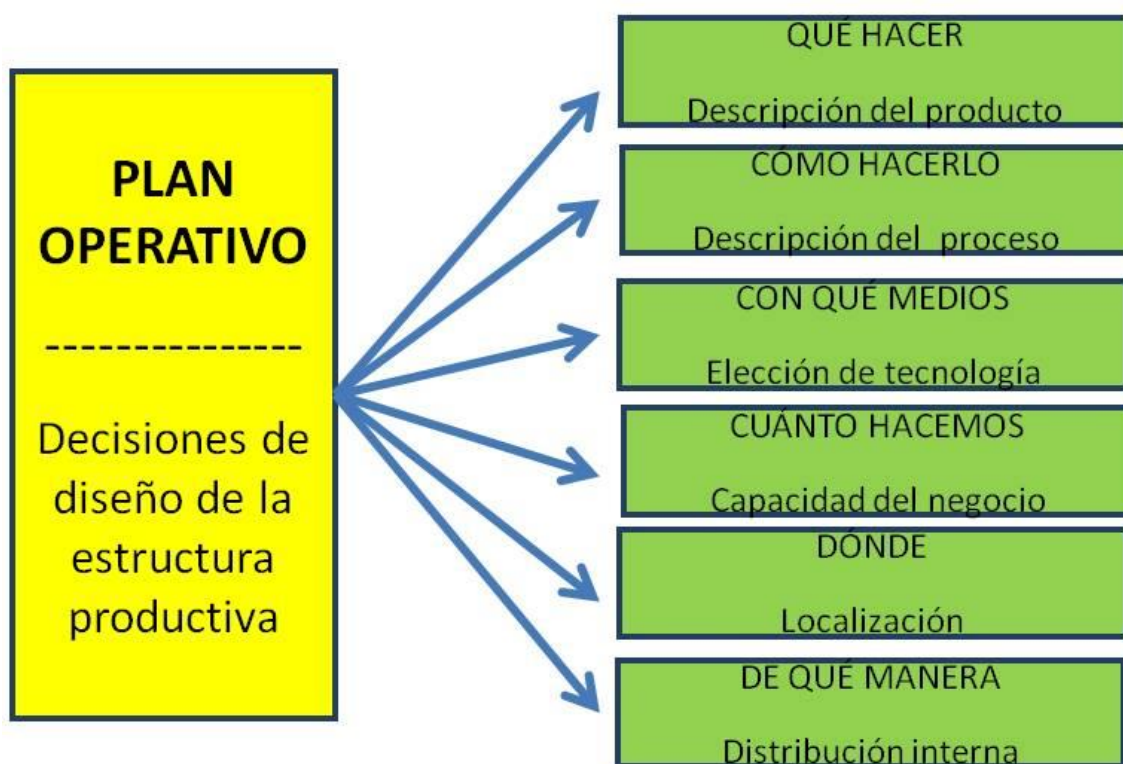 PLAN
OPERATIVO
---------------
Decisiones de
diseño de la
estructura
productiva
QUÉ HACER
Descripción del producto
CÓMO HACERLO
Descripción del proceso
CON QUÉ MEDIOS
Elección de tecnología
CUÁNTO HACEMOS
Capacidad del negocio
DÓNDE
Localización
DE QUÉ MANERA
Distribución interna